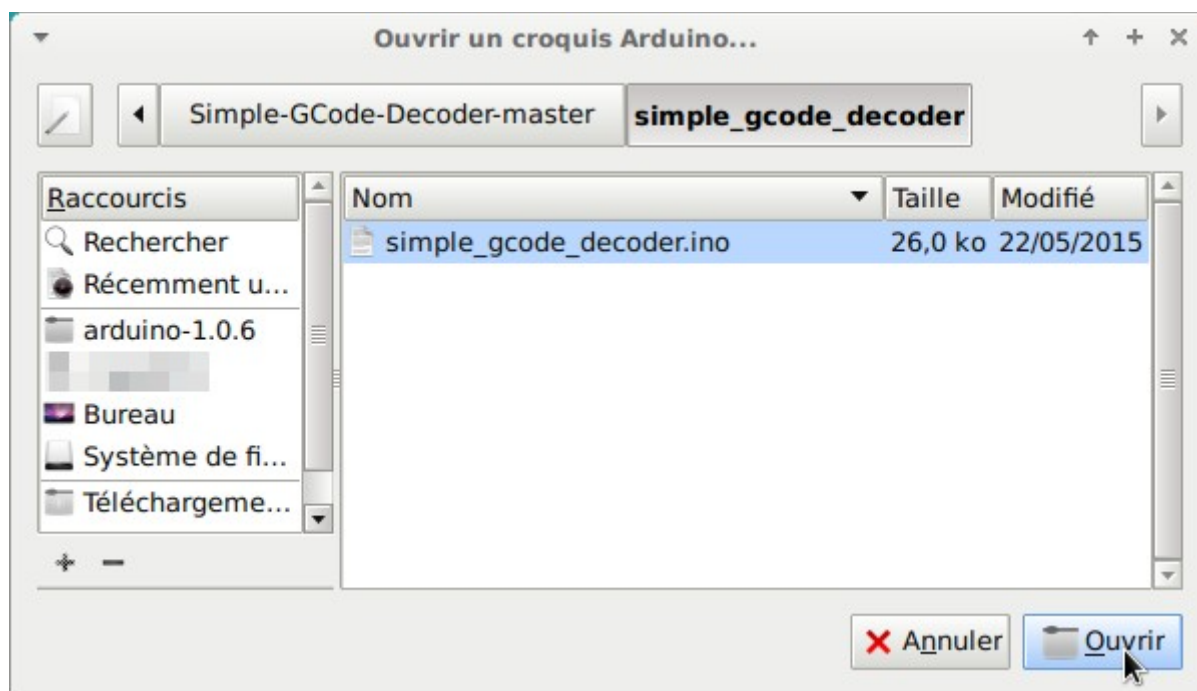 Ouvrir un croquis Arduino...
Simple-GCode-Decoder-master simple_gcode_decoder
Raccourcis
Rechercher
Récemment u...
arduino-1.0.6
Bureau
Système de fi...
Téléchargeme...
Nom Taille Modifié
simple_gcode_decoder.ino 26,0 ko 22/05/2015
Annuler Ouvrir